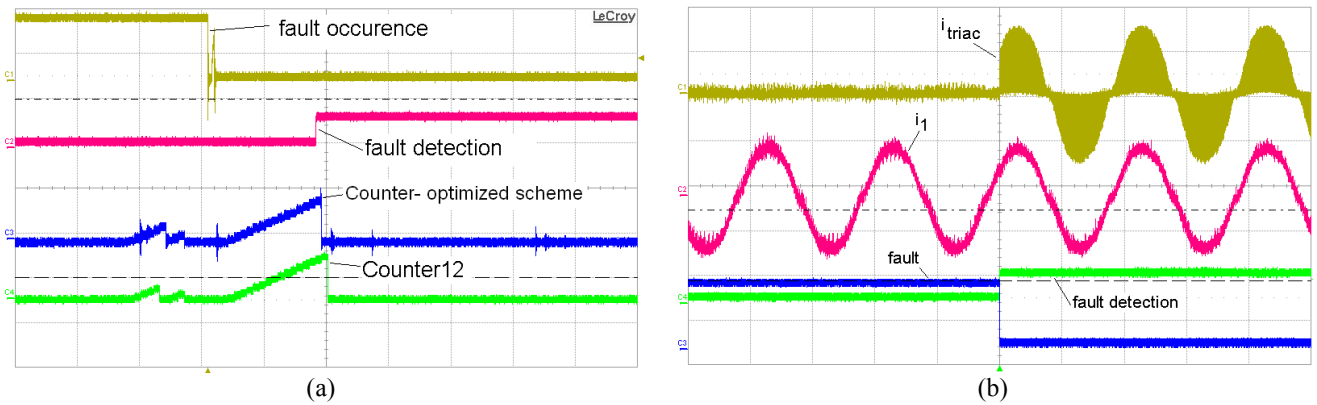 LeCroy
fault occurence
C1
C2
fault detection
Counter- optimized scheme
C3
Counter12
C4
(a)
i triac
C1
i1
C2
fault
fault detection
C4
C3
(b)